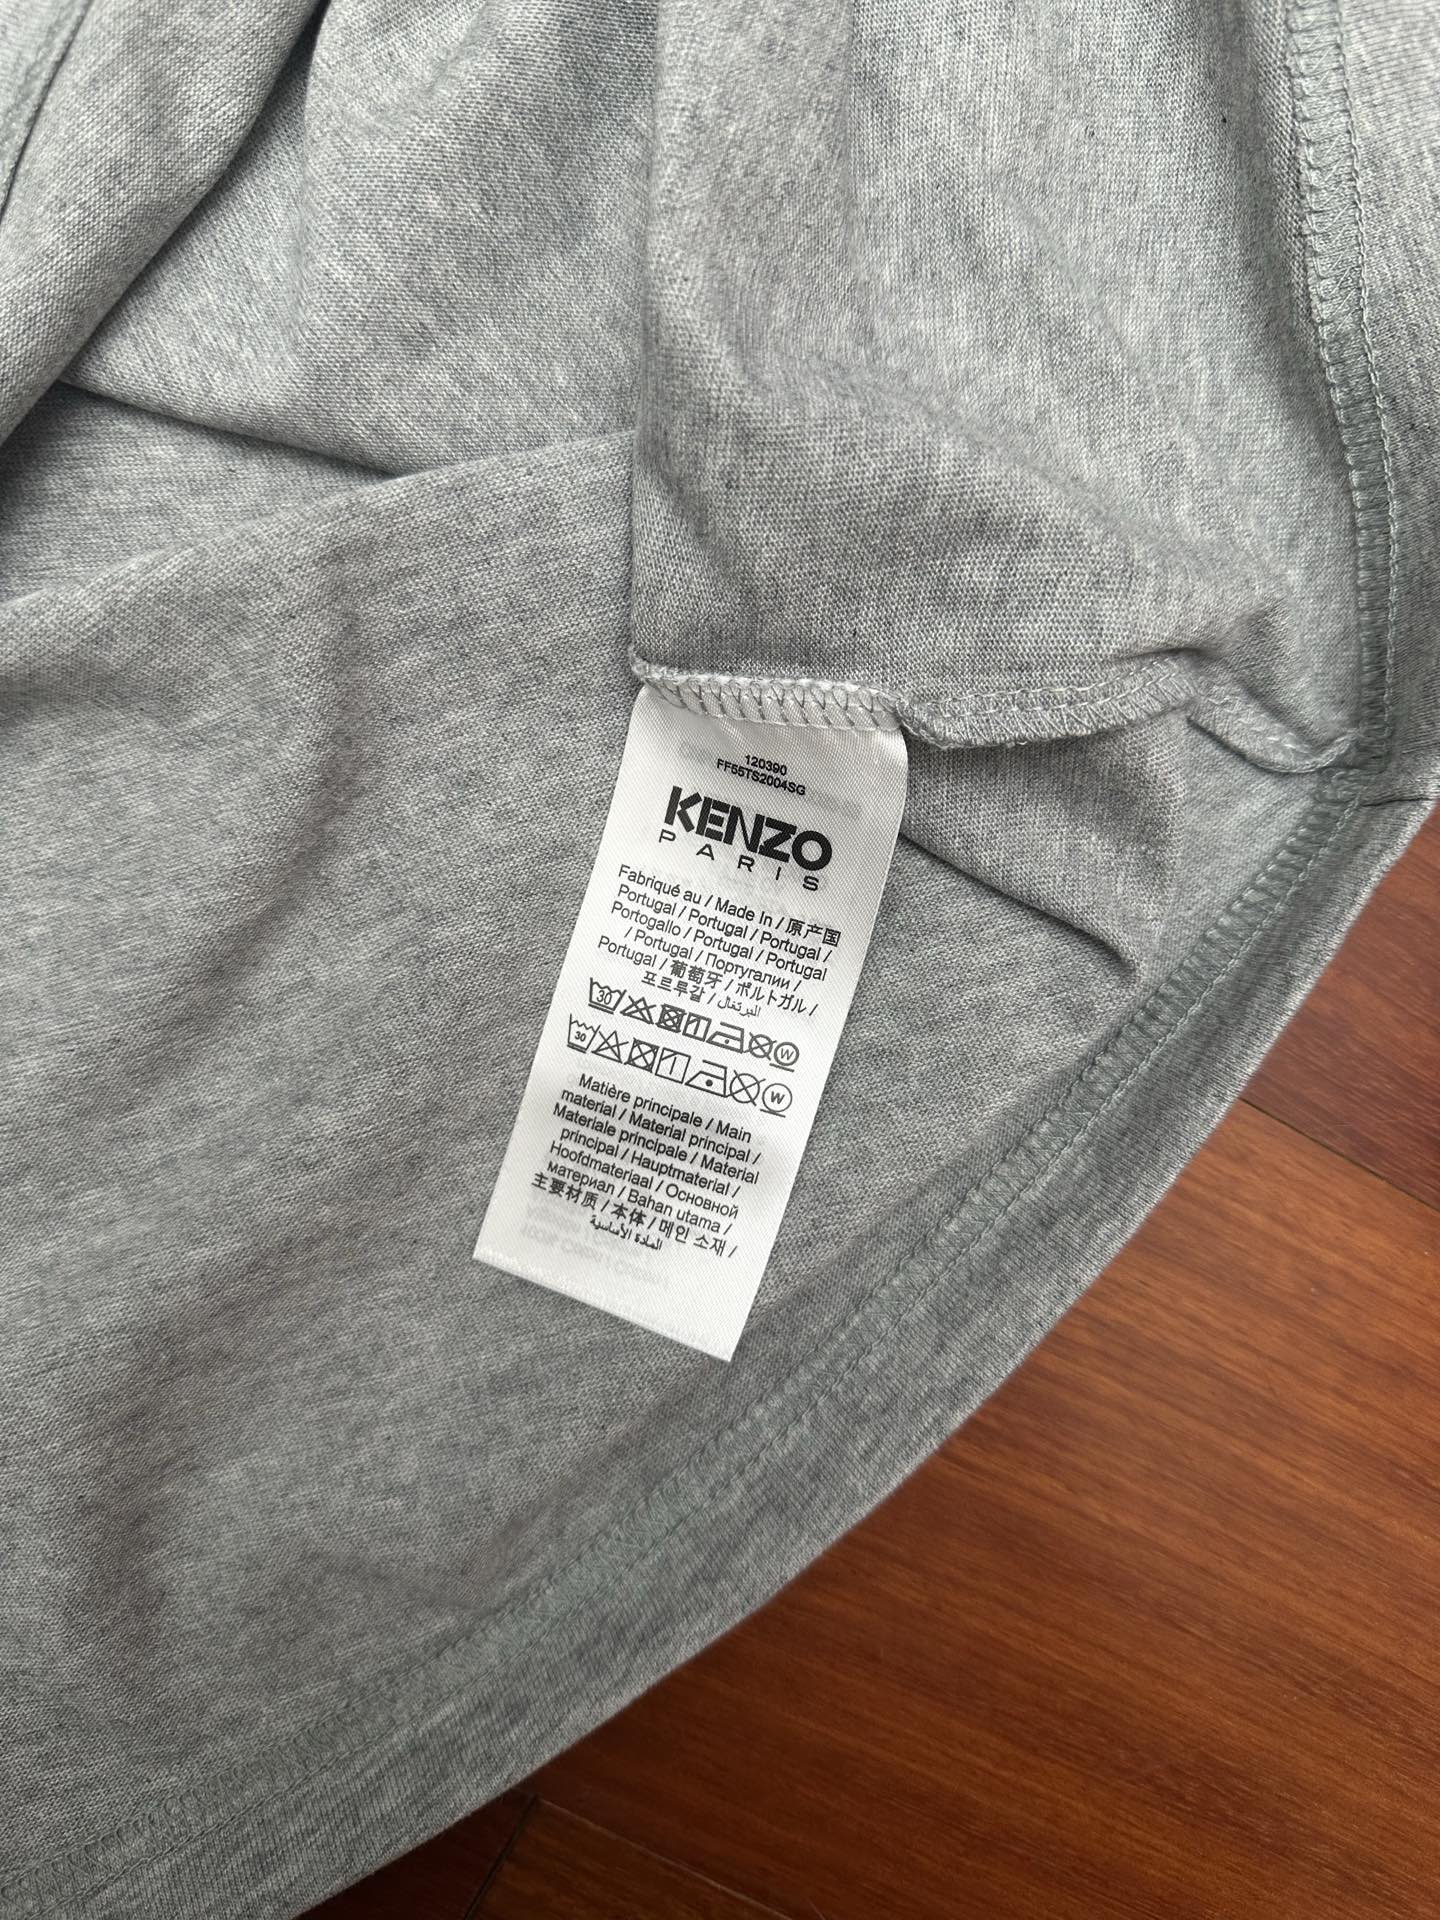 120390
FF55TS2004SG
KENZO
PARIS
Fabriqué au / Made In / 原产国
Portugal / Portugal / Portugal /
Portogallo / Portugal / Portugal
/ Portugal / Португалии /
Portugal / 葡萄牙 / ポルトガル /
포르투갈 / البرتغال
30 W
30 W
Matière principale / Main
material / Material principal /
Materiale principale / Material
principal / Hauptmaterial /
Hoofdmateriaal / Основной
материал / Bahan utama /
主要材质 / 本体 / 메인 소재 /
المادة الأساسية